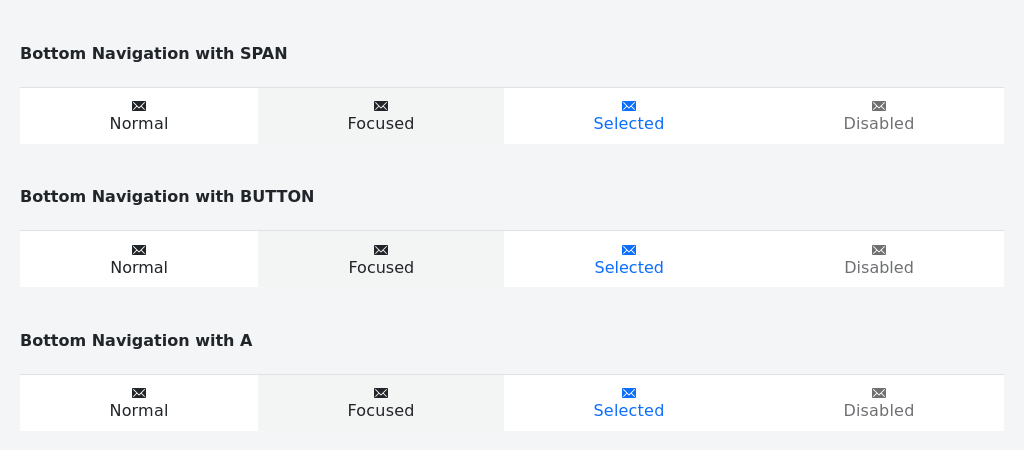 Bottom Navigation with SPAN
Normal Focused Selected Disabled
Bottom Navigation with BUTTON
Normal Focused Selected Disabled
Bottom Navigation with A
Normal Focused Selected Disabled